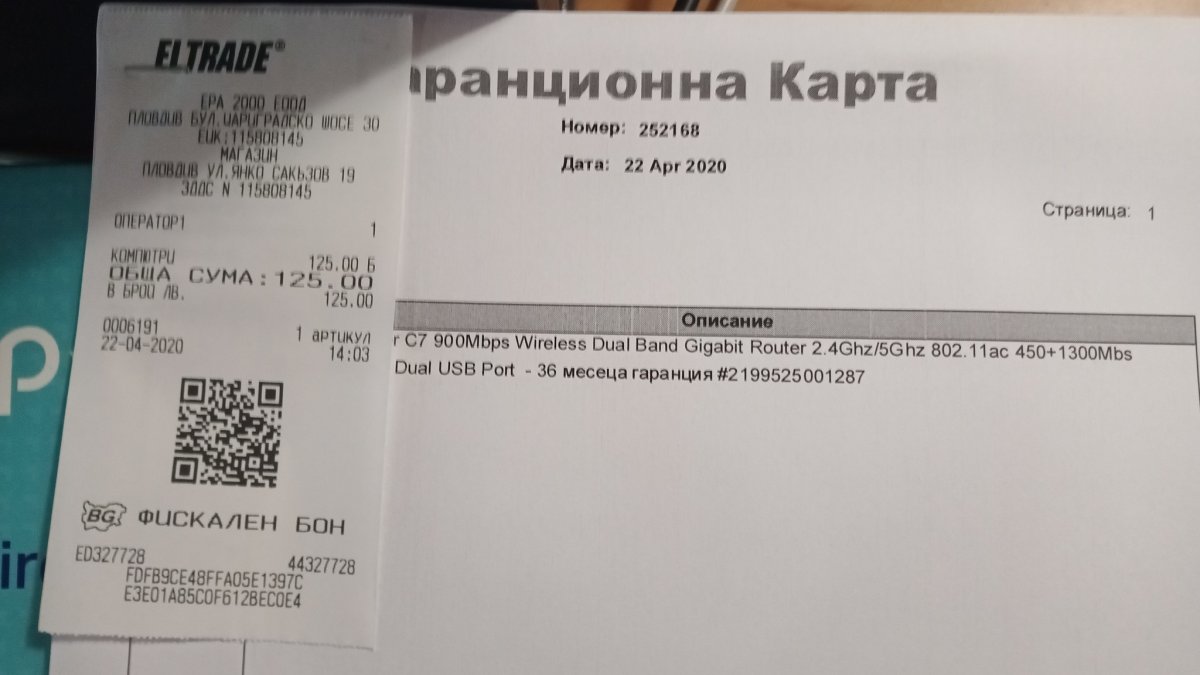 ELTRADE®
ЕРА 2000 ЕООД
ПЛОВДИВ БУЛ.ЦАРИГРАДСКО ШОСЕ 30
ЕИК:115808145
МАГАЗИН
ПЛОВДИВ УЛ.ЯНКО САКЪЗОВ 19
ЗДДС N 115808145
ОПЕРАТОР1 1
КОМПЮТРИ 125.00 Б
ОБЩА СУМА: 125.00
В БРОЙ ЛВ. 125.00
0006191 1 артикул
22-04-2020 14:03
BG ФИСКАЛЕН БОН
ED327728 44327728
FDFB9CE48FFA05E1397C
E3E01A85C0F612BEC0E4
аранционна Карта
Номер: 252168
Дата: 22 Apr 2020
Страница: 1
Описание
r C7 900Mbps Wireless Dual Band Gigabit Router 2.4Ghz/5Ghz 802.11ac 450+1300Mbs
Dual USB Port - 36 месеца гаранция #2199525001287
p
ir